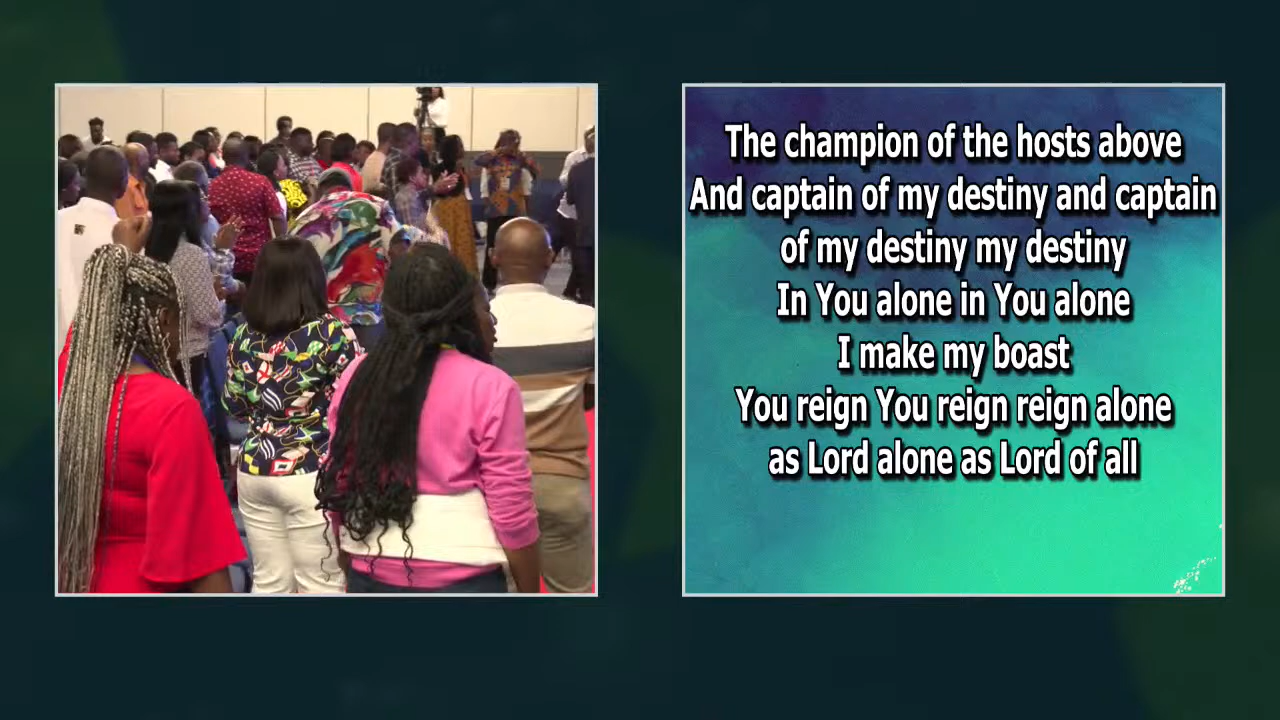 The champion of the hosts above
And captain of my destiny and captain
of my destiny my destiny
In You alone in You alone
I make my boast
You reign You reign reign alone
as Lord alone as Lord of all